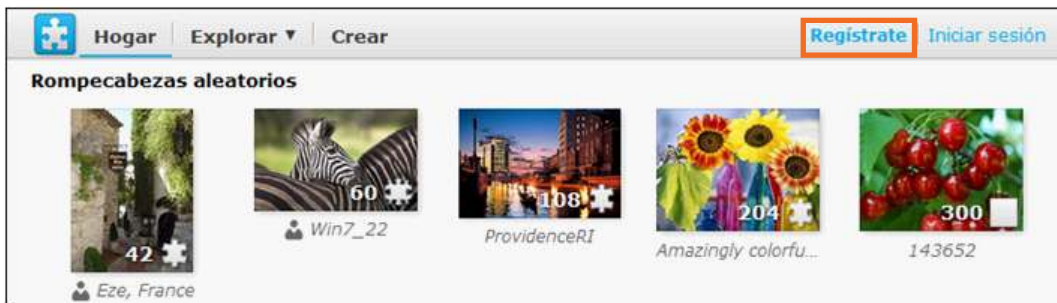 Hogar Explorar ▼ Crear Regístrate Iniciar sesión
Rompecabezas aleatorios
42 60 108 204 300
Eze, France Win7_22 ProvidenceRI Amazingly colorfu... 143652